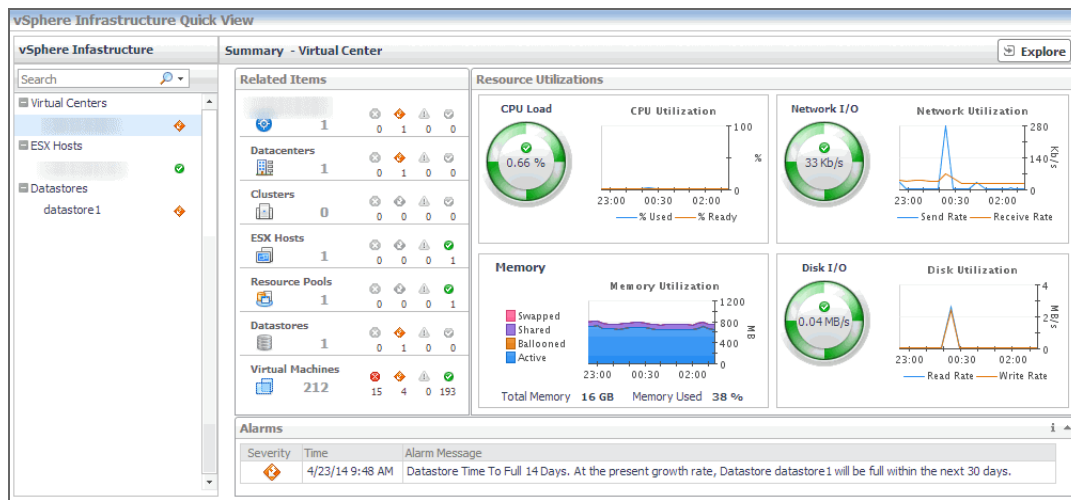 vSphere Infrastructure Quick View
vSphere Infastructure
Summary - Virtual Center
Explore
Search
Virtual Centers
ESX Hosts
Datastores
datastore1
Related Items
1
0 1 0 0
Datacenters
1
0 1 0 0
Clusters
0
0 0 0 0
ESX Hosts
1
0 0 0 1
Resource Pools
1
0 0 0 1
Datastores
1
0 1 0 0
Virtual Machines
212
15 4 0 193
Resource Utilizations
CPU Load
0.66 %
CPU Utilization
100
%
0
23:00 00:30 02:00
% Used % Ready
Network I/O
33 Kb/s
Network Utilization
280
140
Kb/s
0
23:00 00:30 02:00
Send Rate Receive Rate
Memory
Memory Utilization
Swapped
Shared
Ballooned
Active
1200
800
400
0
MB
23:00 00:30 02:00
Total Memory 16 GB Memory Used 38 %
Disk I/O
0.04 MB/s
Disk Utilization
4
2
0
MB/s
23:00 00:30 02:00
Read Rate Write Rate
Alarms
i
Severity Time Alarm Message
4/23/14 9:48 AM Datastore Time To Full 14 Days. At the present growth rate, Datastore datastore1 will be full within the next 30 days.